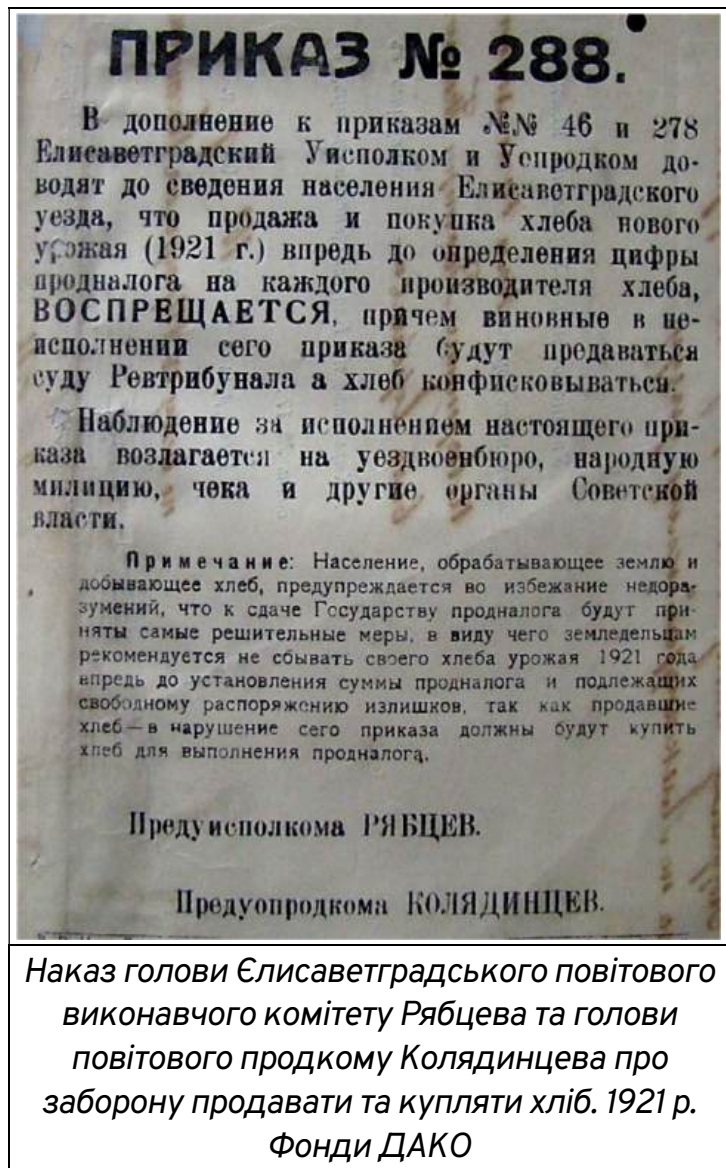 ПРИКАЗ № 288.
В дополнение к приказам №№ 46 и 278
Елисаветградский Уисполком и Уопродком до-
водят до сведения населения Елисаветградского
уезда, что продажа и покупка хлеба нового
урожая (1921 г.) впредь до определения цифры
продналога на каждого производителя хлеба,
ВОСПРЕЩАЕТСЯ, причем виновные в не-
исполнении сего приказа будут предаваться
суду Ревтрибунала а хлеб конфисковываться.
Наблюдение за исполнением настоящего при-
каза возлагается на уездвоенбюро, народную
милицию, чека и другие органы Советской
власти.
Примечание: Население, обрабатывающее землю и
добывающее хлеб, предупреждается во избежание недора-
зумений, что к сдаче Государству продналога будут при-
няты самые решительные меры, в виду чего земледельцам
рекомендуется не сбывать своего хлеба урожая 1921 года
впредь до установления суммы продналога и подлежащих
свободному распоряжению излишков, так как продавшие
хлеб — в нарушение сего приказа должны будут купить
хлеб для выполнения продналога.
Предуисполкома РЯБЦЕВ.
Предуопродкома КОЛЯДИНЦЕВ.
Наказ голови Єлисаветградського повітового
виконавчого комітету Рябцева та голови
повітового продкому Колядинцева про
заборону продавати та купляти хліб. 1921 р.
Фонди ДАКО